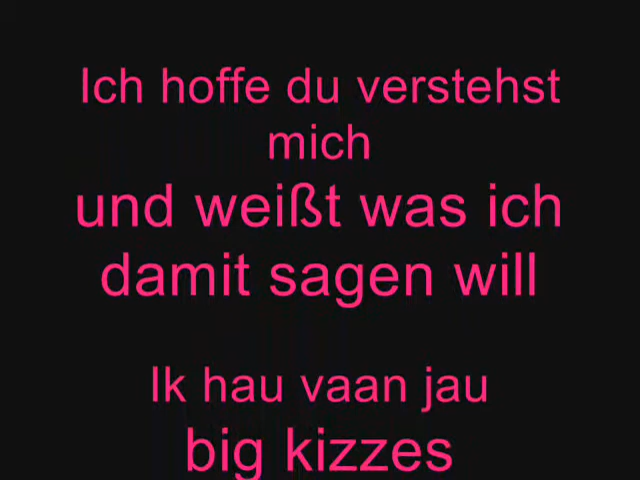 Ich hoffe du verstehst
mich
und weißt was ich
damit sagen will
Ik hau vaan jau
big kizzes